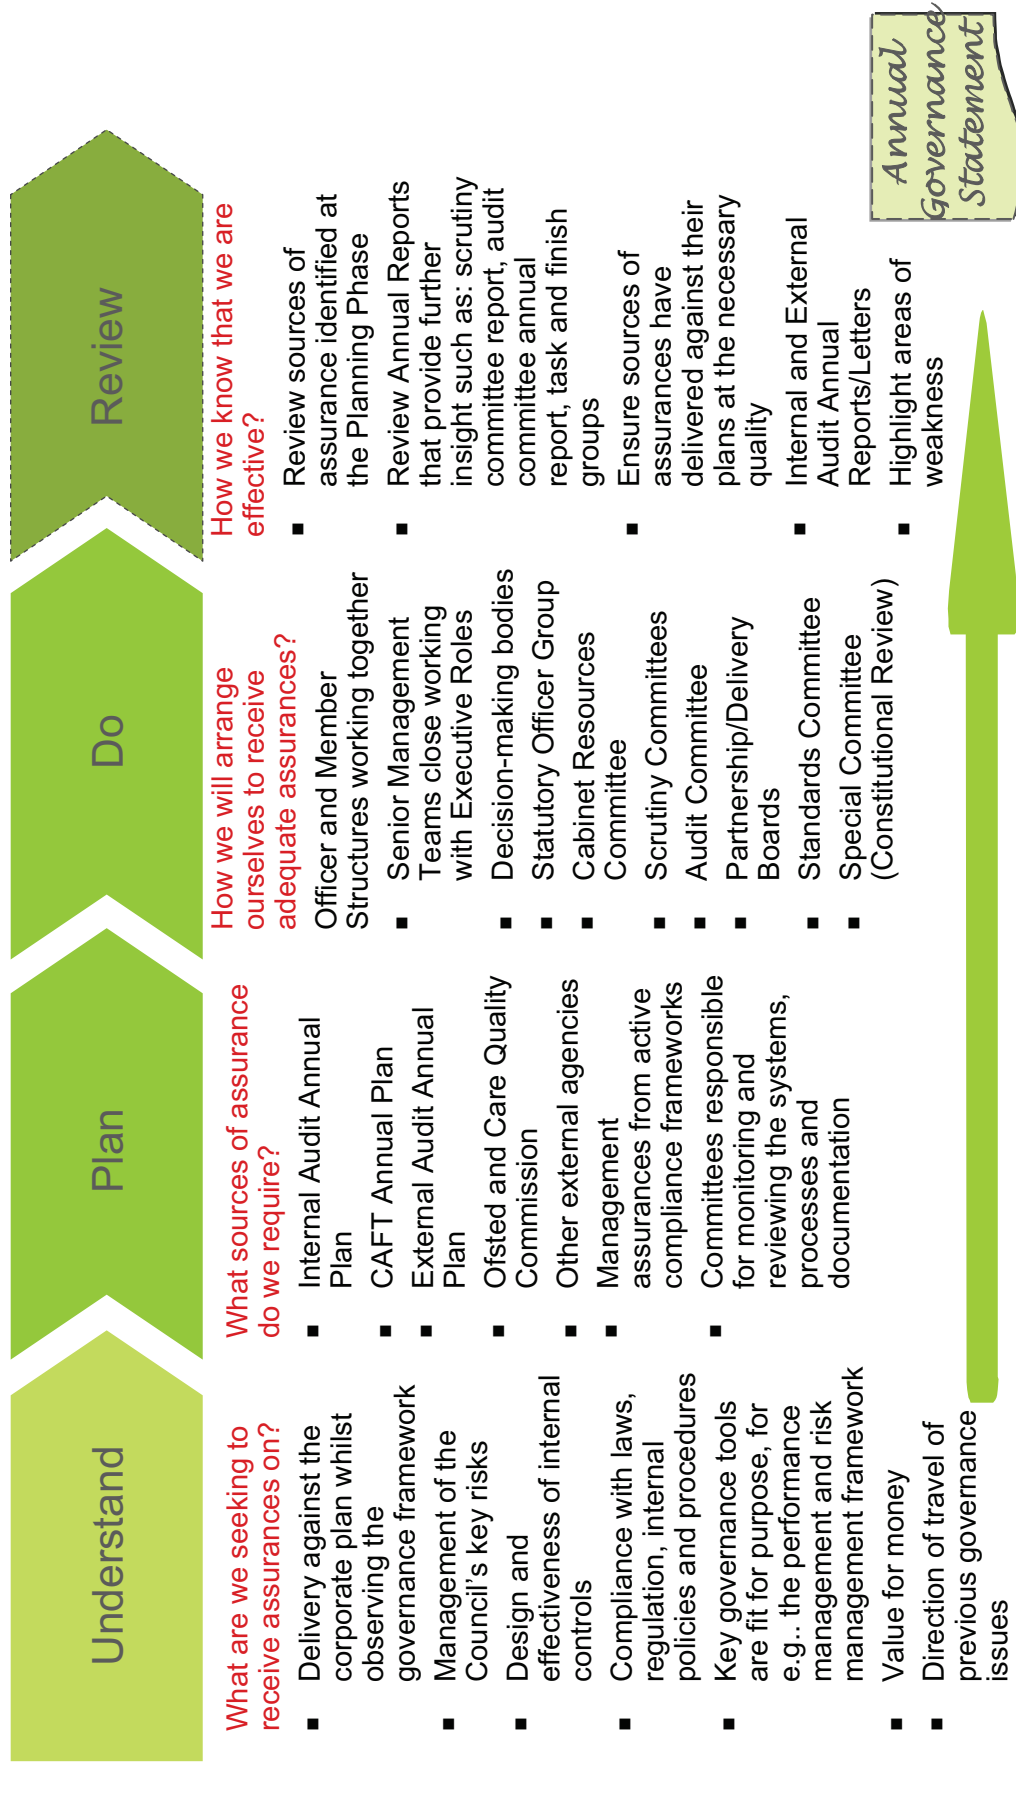 Understand
What are we seeking to
receive assurances on?
▪ Delivery against the
corporate plan whilst
observing the
governance framework
▪ Management of the
Council's key risks
▪ Design and
effectiveness of internal
controls
▪ Compliance with laws,
regulation, internal
policies and procedures
▪ Key governance tools
are fit for purpose, for
e.g.. the performance
management and risk
management framework
▪ Value for money
▪ Direction of travel of
previous governance
issues
Plan
What sources of assurance
do we require?
▪ Internal Audit Annual
Plan
▪ CAFT Annual Plan
▪ External Audit Annual
Plan
▪ Ofsted and Care Quality
Commission
▪ Other external agencies
▪ Management
assurances from active
compliance frameworks
▪ Committees responsible
for monitoring and
reviewing the systems,
processes and
documentation
Do
How we will arrange
ourselves to receive
adequate assurances?
Officer and Member
Structures working together
▪ Senior Management
Teams close working
with Executive Roles
▪ Decision-making bodies
▪ Statutory Officer Group
▪ Cabinet Resources
Committee
▪ Scrutiny Committees
▪ Audit Committee
▪ Partnership/Delivery
Boards
▪ Standards Committee
▪ Special Committee
(Constitutional Review)
Review
How we know that we are
effective?
▪ Review sources of
assurance identified at
the Planning Phase
▪ Review Annual Reports
that provide further
insight such as: scrutiny
committee report, audit
committee annual
report, task and finish
groups
▪ Ensure sources of
assurances have
delivered against their
plans at the necessary
quality
▪ Internal and External
Audit Annual
Reports/Letters
▪ Highlight areas of
weakness
Annual
Governance
Statement